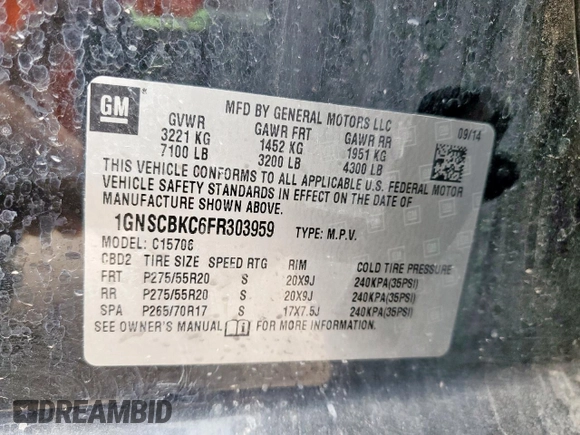 GM
®
MFD BY GENERAL MOTORS LLC
09/14
GVWR GAWR FRT GAWR RR
3221 KG 1452 KG 1951 KG
7100 LB 3200 LB 4300 LB
THIS VEHICLE CONFORMS TO ALL APPLICABLE U.S. FEDERAL MOTOR
VEHICLE SAFETY STANDARDS IN EFFECT ON THE DATE OF
MANUFACTURE SHOWN ABOVE.
1GNSCBKC6FR303959 TYPE: M.P.V.
MODEL: C15706
CBD2 TIRE SIZE SPEED RTG RIM COLD TIRE PRESSURE
FRT P275/55R20 S 20X9J 240KPA(35PSI)
RR P275/55R20 S 20X9J 240KPA(35PSI)
SPA P265/70R17 S 17X7.5J 240KPA(35PSI)
SEE OWNER'S MANUAL FOR MORE INFORMATION.
DREAMBID